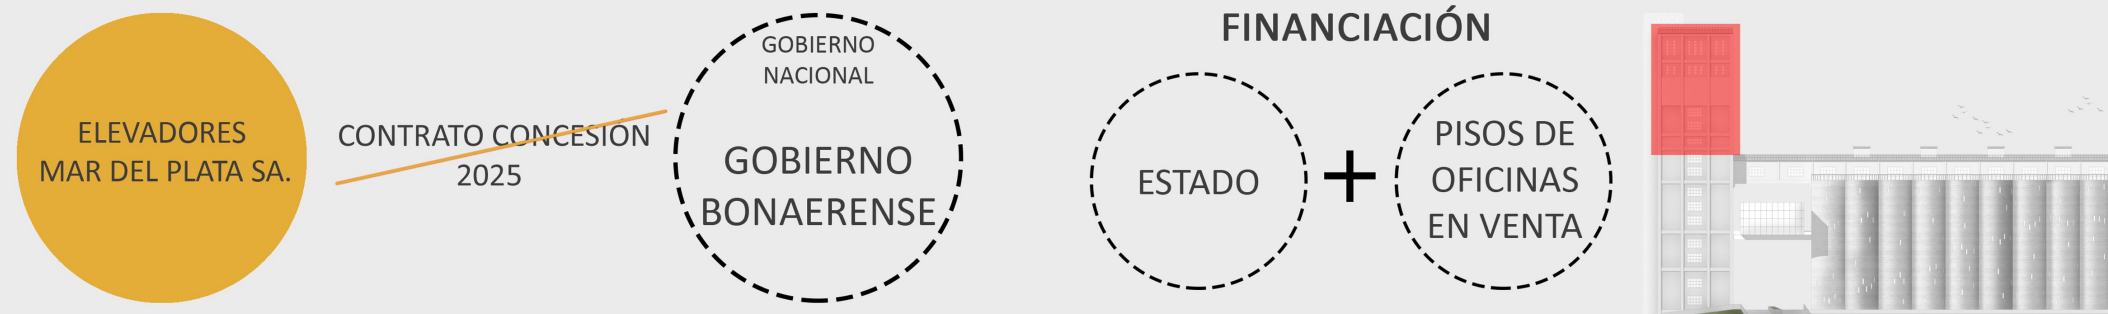 ELEVADORES
MAR DEL PLATA SA.
CONTRATO CONCESIÓN
2025
GOBIERNO
NACIONAL
GOBIERNO
BONAERENSE
FINANCIACIÓN
ESTADO
+
PISOS DE
OFICINAS
EN VENTA